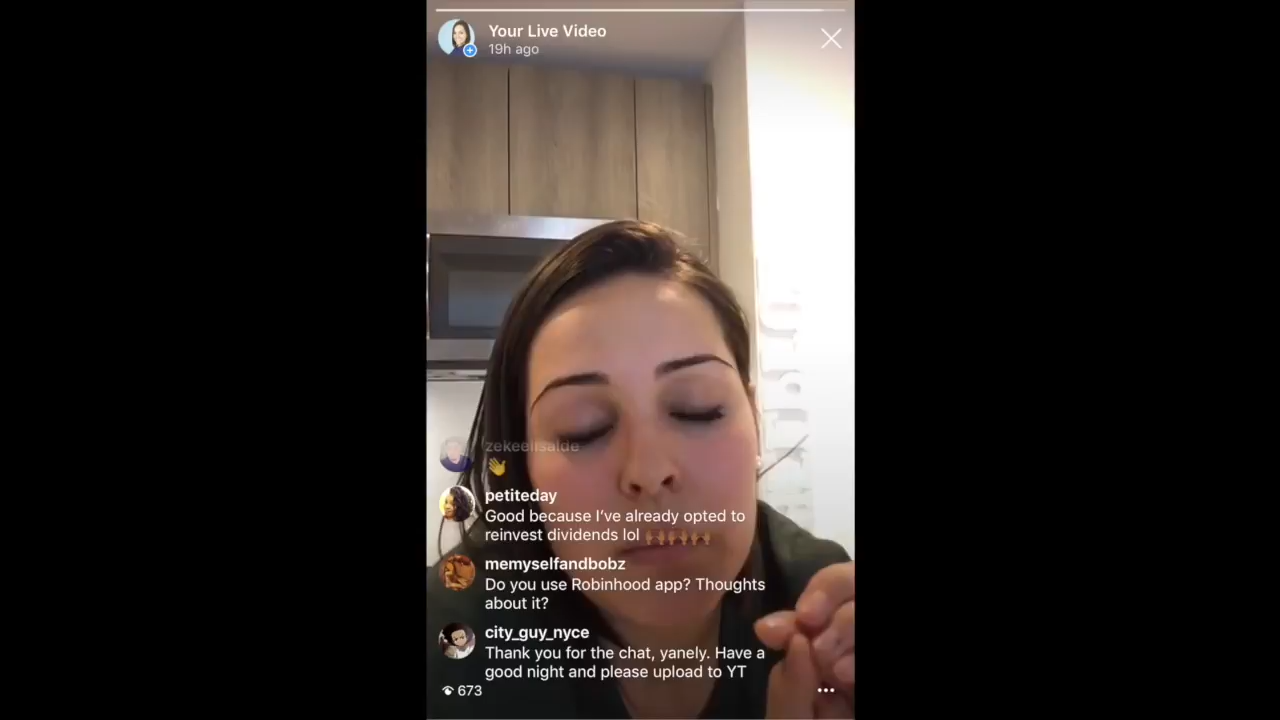 Your Live Video
19h ago
zekeelisalde
👋
petiteday
Good because I've already opted to
reinvest dividends lol 🙌🏽🙌🏽🙌🏽🙌🏽
memyselfandbobz
Do you use Robinhood app? Thoughts
about it?
city_guy_nyce
Thank you for the chat, yanely. Have a
good night and please upload to YT
673